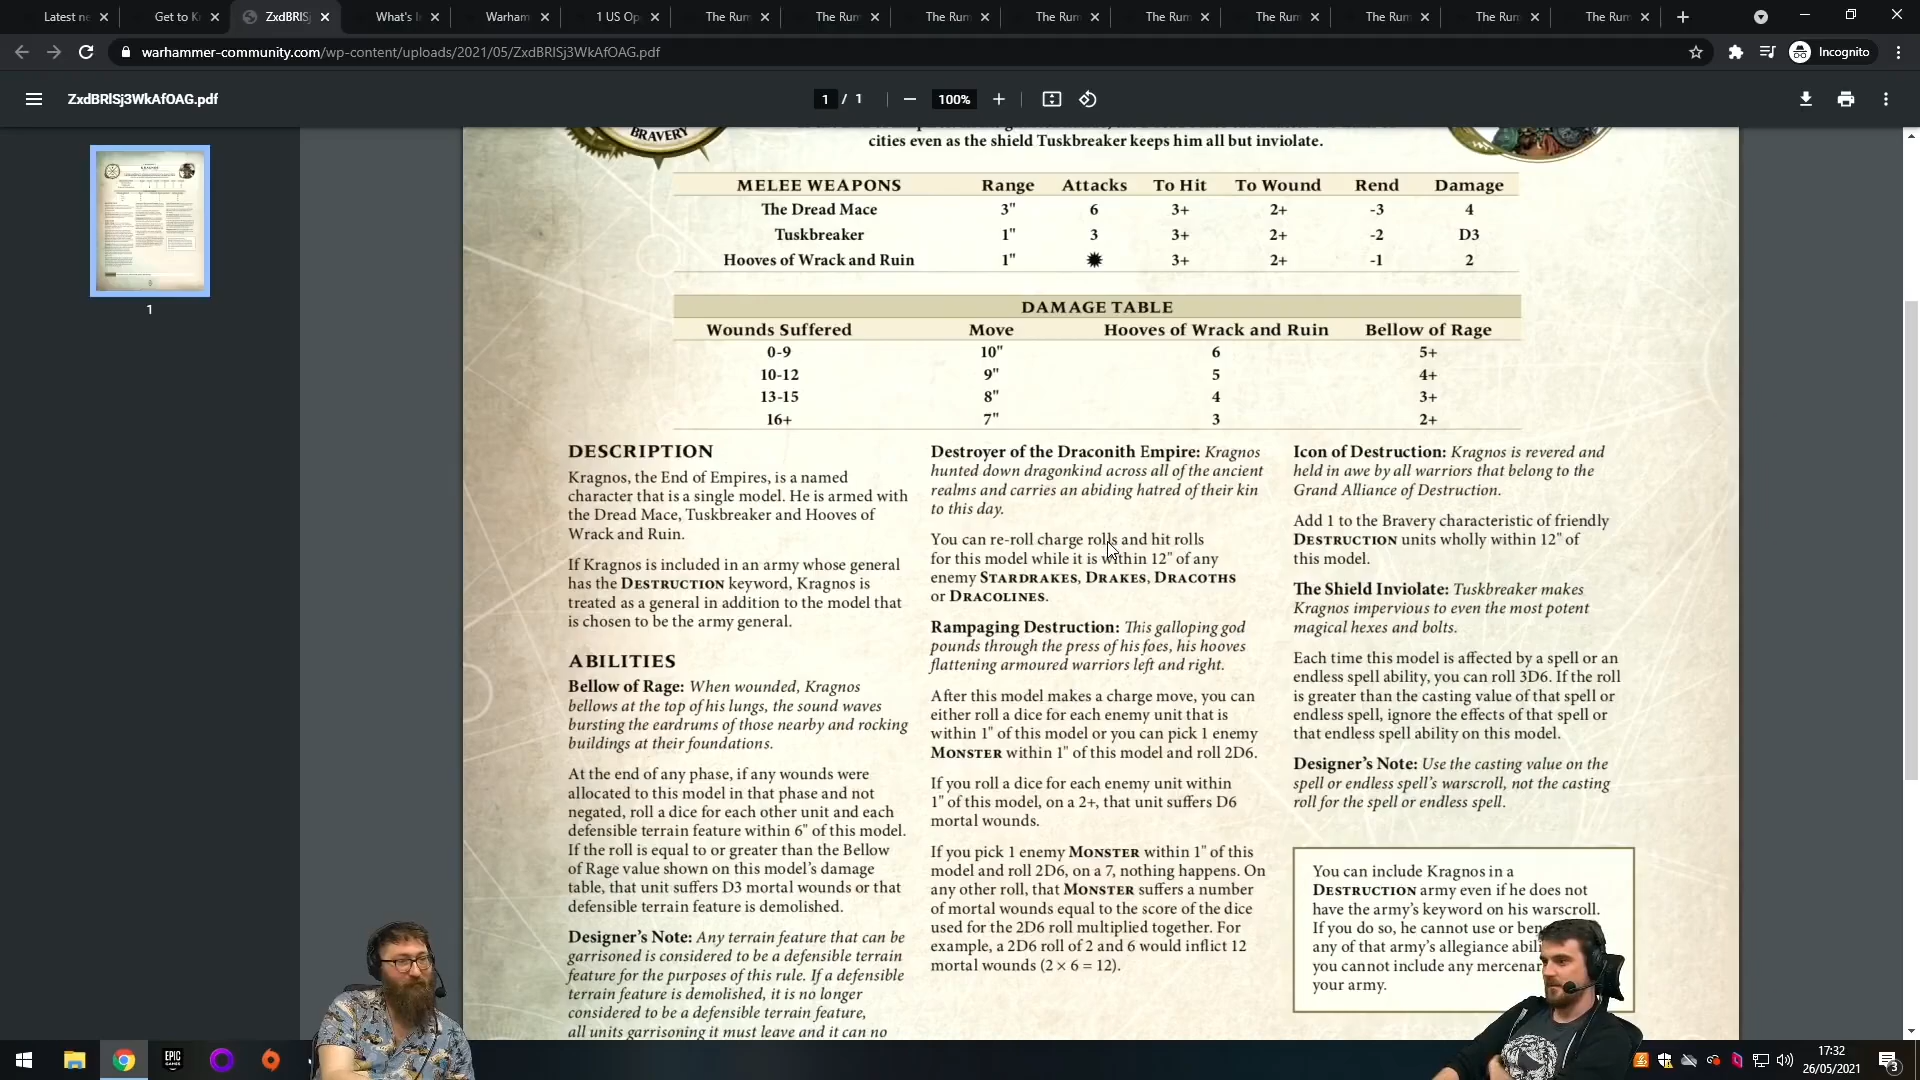 Latest ne
Get to K
ZxdBRlSj
What's I
Warham
1 US Op
The Rum
The Rum
The Rum
The Rum
The Rum
The Rum
The Rum
The Rum
The Rum
warhammer-community.com/wp-content/uploads/2021/05/ZxdBRlSj3WkAfOAG.pdf
Incognito
ZxdBRlSj3WkAfOAG.pdf
1 / 1
100%
1
BRAVERY
cities even as the shield Tuskbreaker keeps him all but inviolate.
MELEE WEAPONS Range Attacks To Hit To Wound Rend Damage
The Dread Mace 3" 6 3+ 2+ -3 4
Tuskbreaker 1" 3 3+ 2+ -2 D3
Hooves of Wrack and Ruin 1" ✹ 3+ 2+ -1 2
DAMAGE TABLE
Wounds Suffered Move Hooves of Wrack and Ruin Bellow of Rage
0-9 10" 6 5+
10-12 9" 5 4+
13-15 8" 4 3+
16+ 7" 3 2+
DESCRIPTION
Kragnos, the End of Empires, is a named
character that is a single model. He is armed with
the Dread Mace, Tuskbreaker and Hooves of
Wrack and Ruin.
If Kragnos is included in an army whose general
has the DESTRUCTION keyword, Kragnos is
treated as a general in addition to the model that
is chosen to be the army general.
ABILITIES
Bellow of Rage: When wounded, Kragnos
bellows at the top of his lungs, the sound waves
bursting the eardrums of those nearby and rocking
buildings at their foundations.
At the end of any phase, if any wounds were
allocated to this model in that phase and not
negated, roll a dice for each other unit and each
defensible terrain feature within 6" of this model.
If the roll is equal to or greater than the Bellow
of Rage value shown on this model's damage
table, that unit suffers D3 mortal wounds or that
defensible terrain feature is demolished.
Designer's Note: Any terrain feature that can be
garrisoned is considered to be a defensible terrain
feature for the purposes of this rule. If a defensible
terrain feature is demolished, it is no longer
considered to be a defensible terrain feature,
all units garrisoning it must leave and it can no
Destroyer of the Draconith Empire: Kragnos
hunted down dragonkind across all of the ancient
realms and carries an abiding hatred of their kin
to this day.
You can re-roll charge rolls and hit rolls
for this model while it is within 12" of any
enemy STARDRAKES, DRAKES, DRACOTHS
or DRACOLINES.
Rampaging Destruction: This galloping god
pounds through the press of his foes, his hooves
flattening armoured warriors left and right.
After this model makes a charge move, you can
either roll a dice for each enemy unit that is
within 1" of this model or you can pick 1 enemy
MONSTER within 1" of this model and roll 2D6.
If you roll a dice for each enemy unit within
1" of this model, on a 2+, that unit suffers D6
mortal wounds.
If you pick 1 enemy MONSTER within 1" of this
model and roll 2D6, on a 7, nothing happens. On
any other roll, that MONSTER suffers a number
of mortal wounds equal to the score of the dice
used for the 2D6 roll multiplied together. For
example, a 2D6 roll of 2 and 6 would inflict 12
mortal wounds (2 × 6 = 12).
Icon of Destruction: Kragnos is revered and
held in awe by all warriors that belong to the
Grand Alliance of Destruction.
Add 1 to the Bravery characteristic of friendly
DESTRUCTION units wholly within 12" of
this model.
The Shield Inviolate: Tuskbreaker makes
Kragnos impervious to even the most potent
magical hexes and bolts.
Each time this model is affected by a spell or an
endless spell ability, you can roll 3D6. If the roll
is greater than the casting value of that spell or
endless spell, ignore the effects of that spell or
that endless spell ability on this model.
Designer's Note: Use the casting value on the
spell or endless spell's warscroll, not the casting
roll for the spell or endless spell.
You can include Kragnos in a
DESTRUCTION army even if he does not
have the army's keyword on his warscroll.
If you do so, he cannot use or ben
any of that army's allegiance abili
you cannot include any mercenar
your army.
EPIC
GAMES
17:32
26/05/2021
3